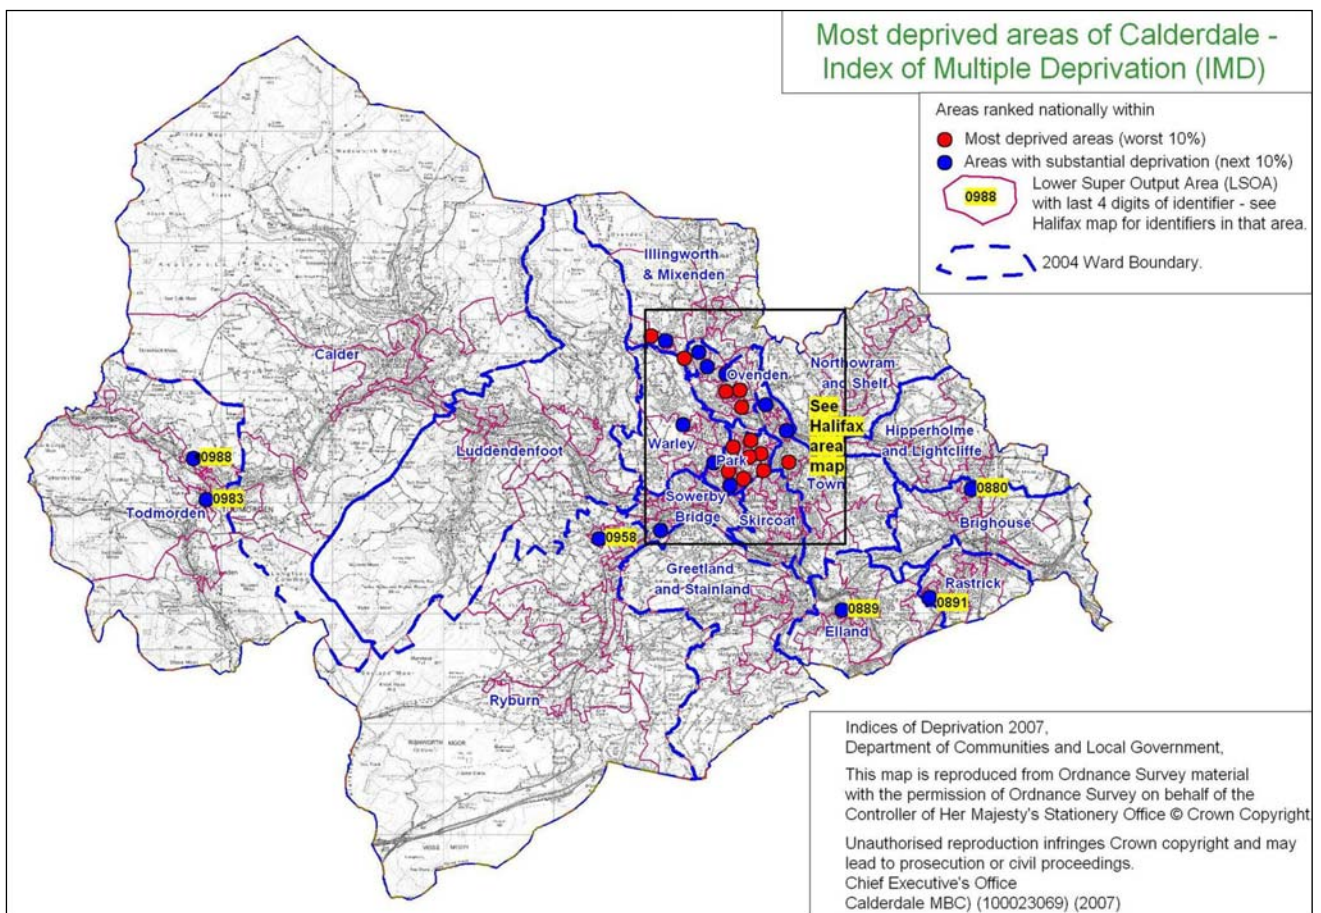 Most deprived areas of Calderdale -
Index of Multiple Deprivation (IMD)
Areas ranked nationally within
Most deprived areas (worst 10%)
Areas with substantial deprivation (next 10%)
0988
Lower Super Output Area (LSOA)
with last 4 digits of identifier - see
Halifax map for identifiers in that area.
2004 Ward Boundary.
Illingworth
& Mixenden
Calder
Ovenden
Northowram
and Shelf
See
Halifax
area
map
Hipperholme
and Lightcliffe
Luddendenfoot
Warley
Park
Town
0988
0983
Todmorden
Sowerby
Bridge
Skircoat
0880
Brighouse
0958
Greetland
and Stainland
Rastrick
0891
0889
Elland
Ryburn
Indices of Deprivation 2007,
Department of Communities and Local Government,
This map is reproduced from Ordnance Survey material
with the permission of Ordnance Survey on behalf of the
Controller of Her Majesty's Stationery Office © Crown Copyright
Unauthorised reproduction infringes Crown copyright and may
lead to prosecution or civil proceedings.
Chief Executive's Office
Calderdale MBC) (100023069) (2007)